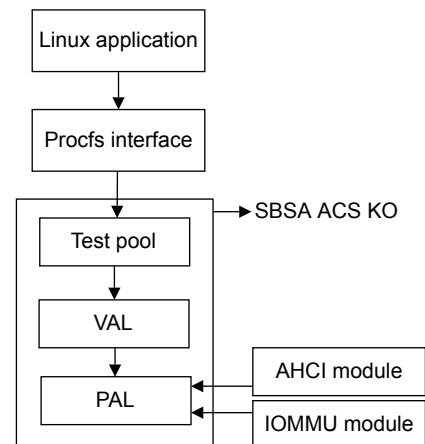 Linux application
Procfs interface
SBSA ACS KO
Test pool
VAL
AHCI module
PAL
IOMMU module